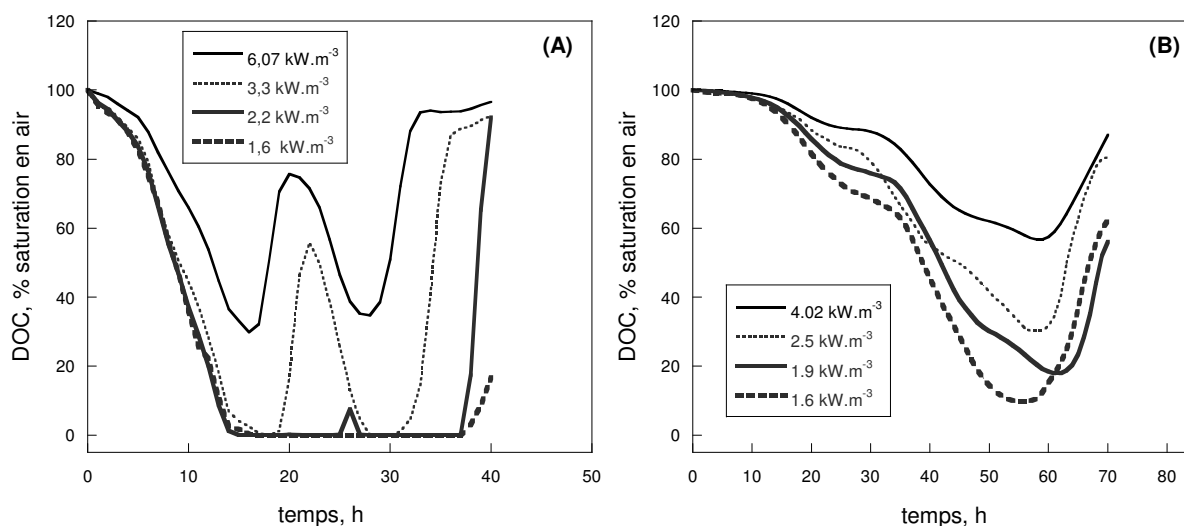 (A)
DOC, % saturation en air
120
100
80
60
40
20
0
6,07 kW.m⁻³
3,3 kW.m⁻³
2,2 kW.m⁻³
1,6 kW.m⁻³
0 10 20 30 40 50
temps, h
(B)
DOC, % saturation en air
120
100
80
60
40
20
0
4.02 kW.m⁻³
2.5 kW.m⁻³
1.9 kW.m⁻³
1.6 kW.m⁻³
0 10 20 30 40 50 60 70 80
temps, h